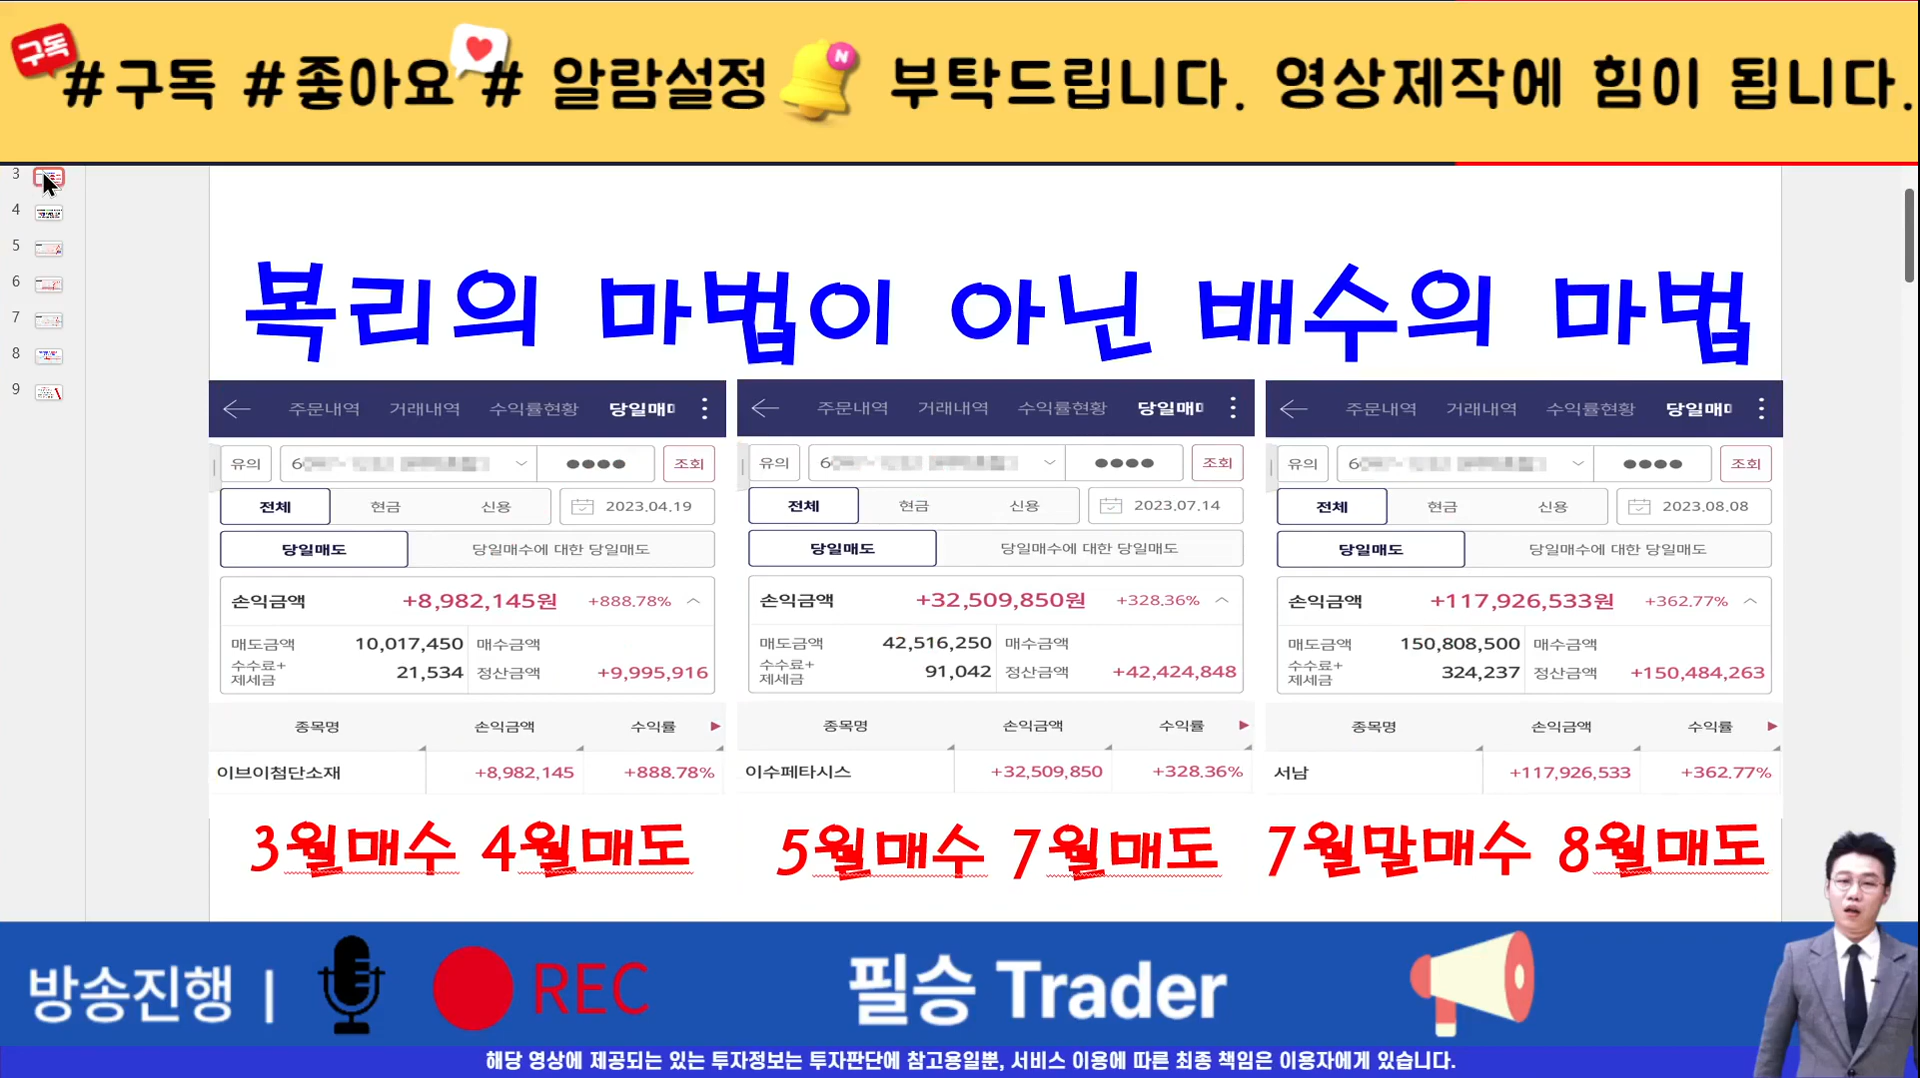 구독
#구독 #좋아요 # 알람설정 N 부탁드립니다. 영상제작에 힘이 됩니다.
3
4
5
6
7
8
9
복리의 마법이 아닌 배수의 마법
주문내역 거래내역 수익률현황 당일매매
유의 6 ●●●● 조회
전체 현금 신용 2023.04.19
당일매도 당일매수에 대한 당일매도
손익금액 +8,982,145원 +888.78%
매도금액 10,017,450 매수금액
수수료+
제세금 21,534 정산금액 +9,995,916
종목명 손익금액 수익률
이브이첨단소재 +8,982,145 +888.78%
3월매수 4월매도
주문내역 거래내역 수익률현황 당일매매
유의 6 ●●●● 조회
전체 현금 신용 2023.07.14
당일매도 당일매수에 대한 당일매도
손익금액 +32,509,850원 +328.36%
매도금액 42,516,250 매수금액
수수료+
제세금 91,042 정산금액 +42,424,848
종목명 손익금액 수익률
이수페타시스 +32,509,850 +328.36%
5월매수 7월매도
주문내역 거래내역 수익률현황 당일매매
유의 6 ●●●● 조회
전체 현금 신용 2023.08.08
당일매도 당일매수에 대한 당일매도
손익금액 +117,926,533원 +362.77%
매도금액 150,808,500 매수금액
수수료+
제세금 324,237 정산금액 +150,484,263
종목명 손익금액 수익률
서남 +117,926,533 +362.77%
7월말매수 8월매도
방송진행 | REC 필승 Trader
해당 영상에 제공되는 있는 투자정보는 투자판단에 참고용일뿐, 서비스 이용에 따른 최종 책임은 이용자에게 있습니다.